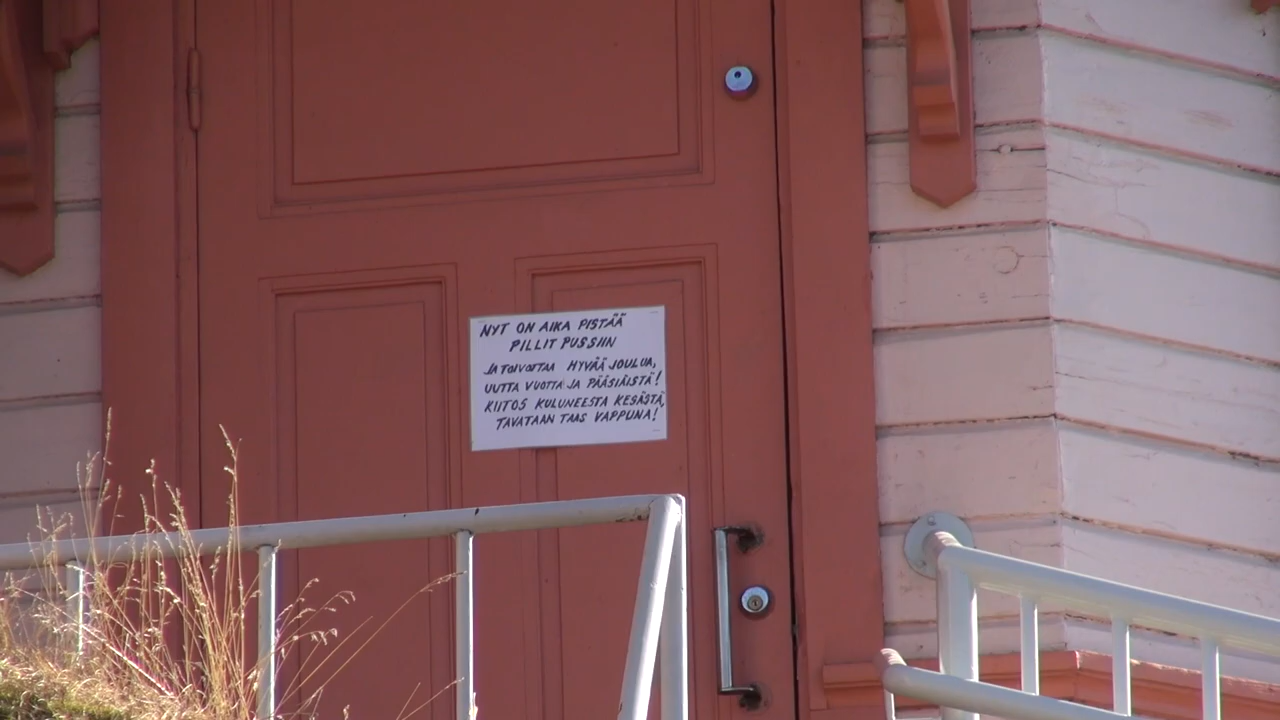 NYT ON AIKA PISTÄÄ
PILLIT PUSSIIN
JA TOIVOTTAA HYVÄÄ JOULUA,
UUTTA VUOTTA JA PÄÄSIÄISTÄ!
KIITOS KULUNEESTA KESÄSTÄ,
TAVATAAN TAAS VAPPUNA!